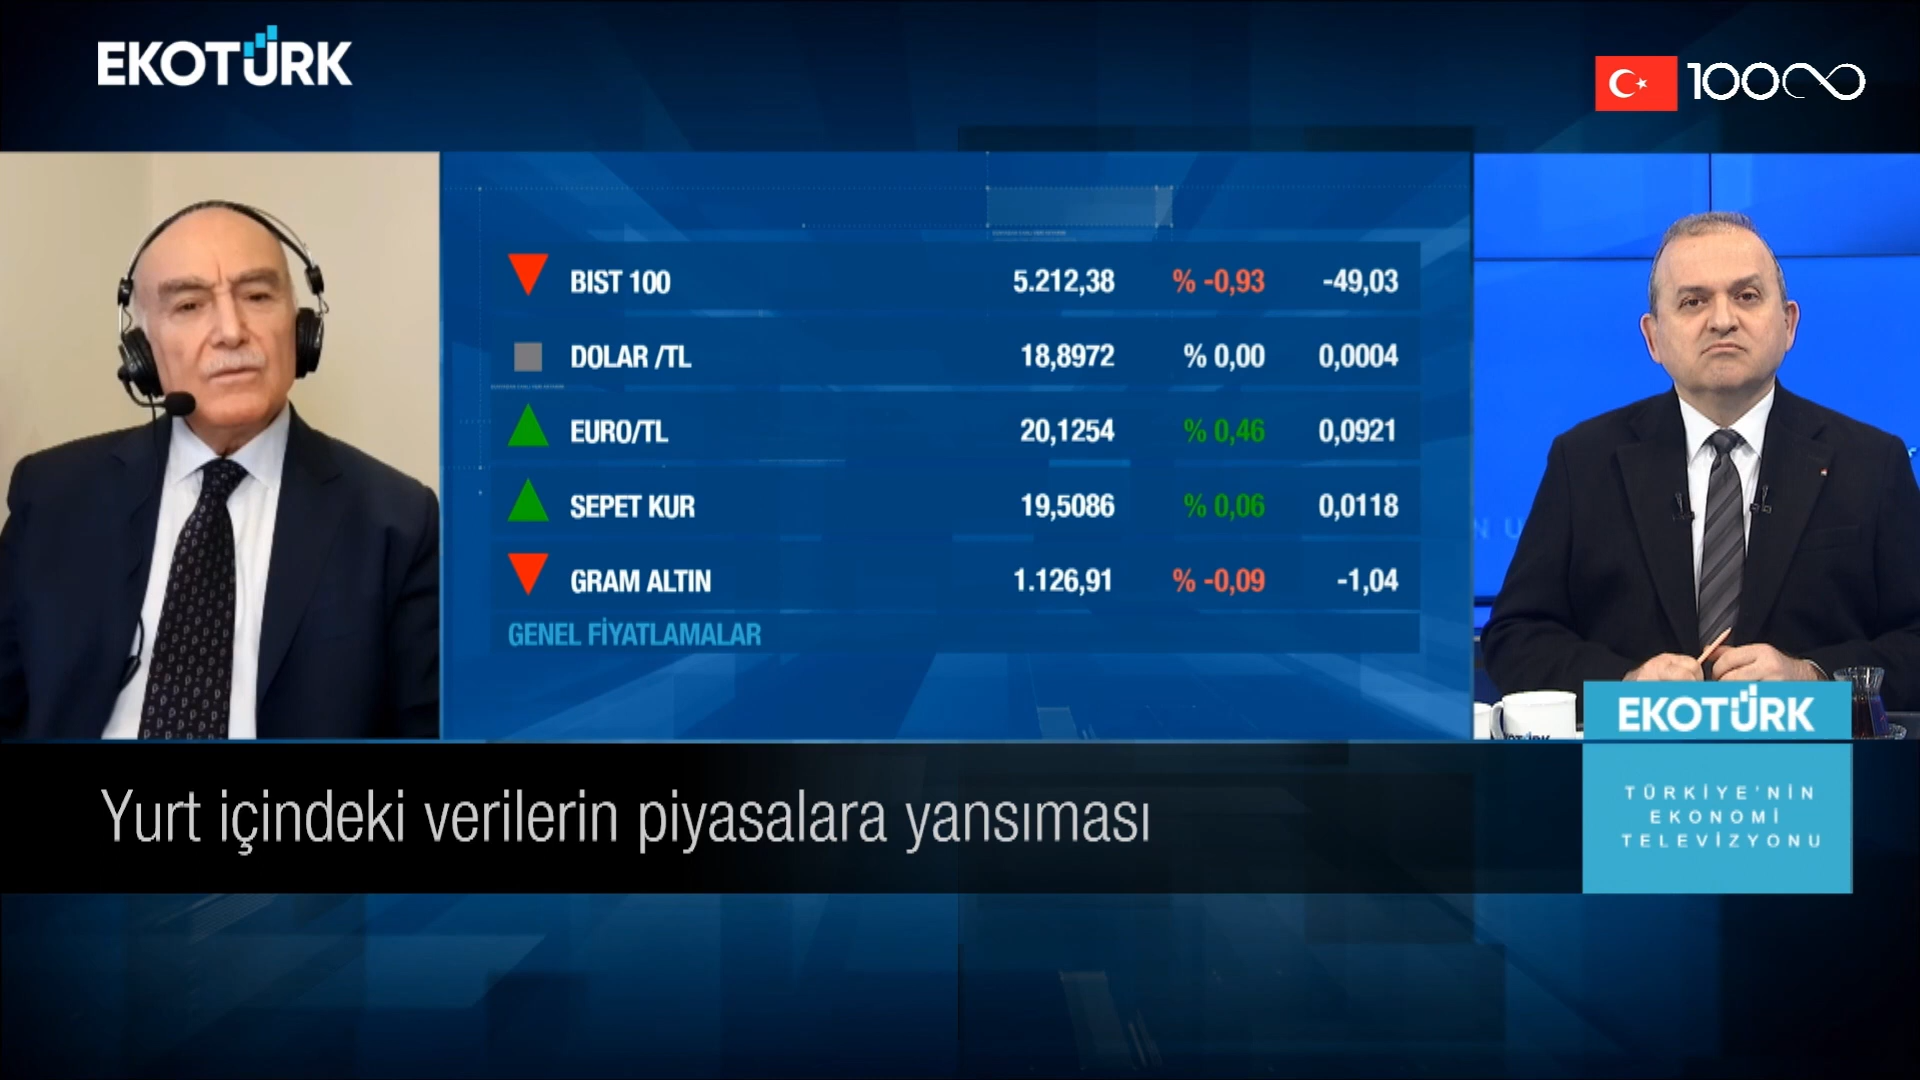 EKOTÜRK
100
BIST 100 5.212,38 % -0,93 -49,03
DOLAR /TL 18,8972 % 0,00 0,0004
EURO/TL 20,1254 % 0,46 0,0921
SEPET KUR 19,5086 % 0,06 0,0118
GRAM ALTIN 1.126,91 % -0,09 -1,04
GENEL FİYATLAMALAR
EKOTÜRK
Yurt içindeki verilerin piyasalara yansıması
TÜRKİYE'NİN
EKONOMİ
TELEVİZYONU